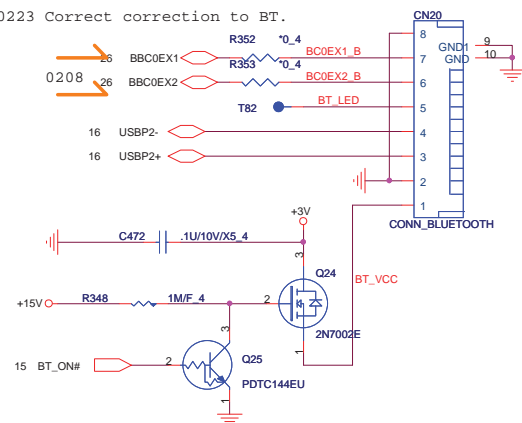 0223 Correct correction to BT.
CN20
R352 *0_4
8
9
GND1
26 BBC0EX1 BC0EX1_B 7
GND 10
R353 *0_4
0208 26 BBC0EX2 BC0EX2_B 6
T82 BT_LED 5
16 USBP2- 4
16 USBP2+ 3
2
1
+3V
CONN_BLUETOOTH
C472 .1U/10V/X5_4
3
Q24
BT_VCC
+15V R348 1M/F_4 2
2N7002E
3
1
15 BT_ON# 2 Q25
PDTC144EU
1